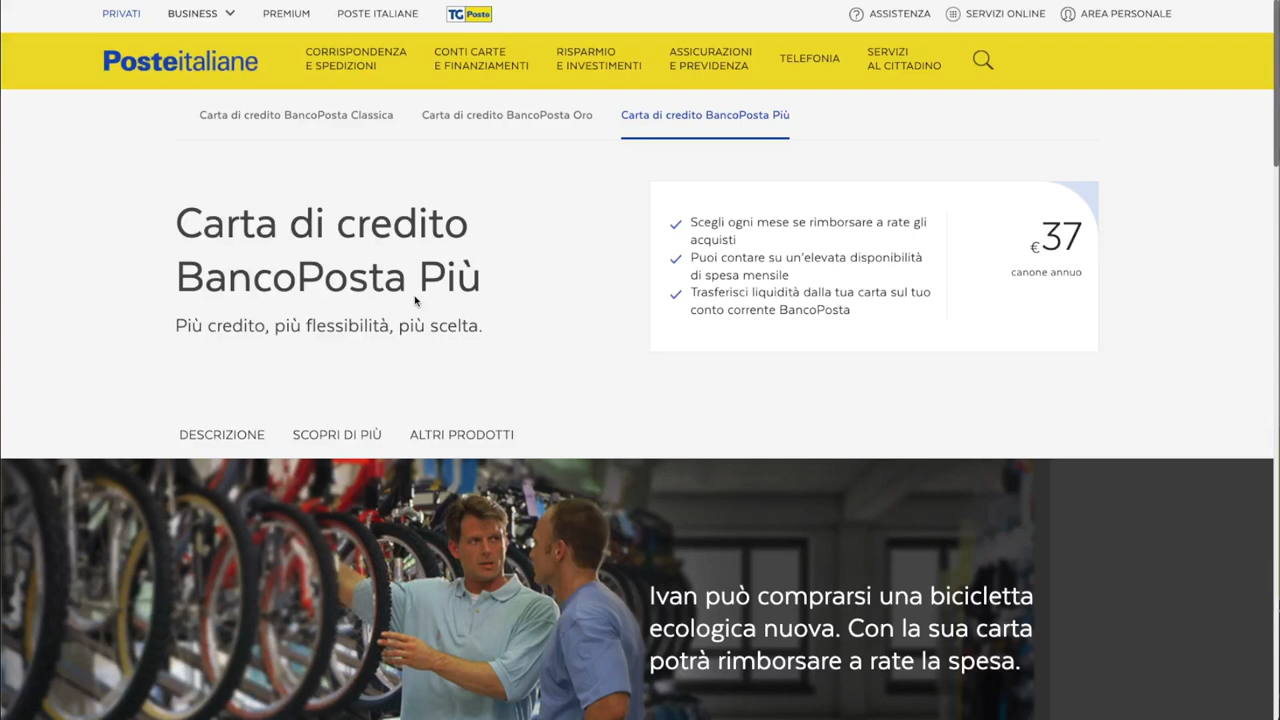 PRIVATI BUSINESS PREMIUM POSTE ITALIANE TG Poste ASSISTENZA SERVIZI ONLINE AREA PERSONALE
Posteitaliane
CORRISPONDENZA
E SPEDIZIONI
CONTI CARTE
E FINANZIAMENTI
RISPARMIO
E INVESTIMENTI
ASSICURAZIONI
E PREVIDENZA
TELEFONIA
SERVIZI
AL CITTADINO
Carta di credito BancoPosta Classica Carta di credito BancoPosta Oro Carta di credito BancoPosta Più
Carta di credito
BancoPosta Più
Più credito, più flessibilità, più scelta.
Scegli ogni mese se rimborsare a rate gli
acquisti
Puoi contare su un'elevata disponibilità
di spesa mensile
Trasferisci liquidità dalla tua carta sul tuo
conto corrente BancoPosta
€37
canone annuo
DESCRIZIONE SCOPRI DI PIÙ ALTRI PRODOTTI
Ivan può comprarsi una bicicletta
ecologica nuova. Con la sua carta
potrà rimborsare a rate la spesa.